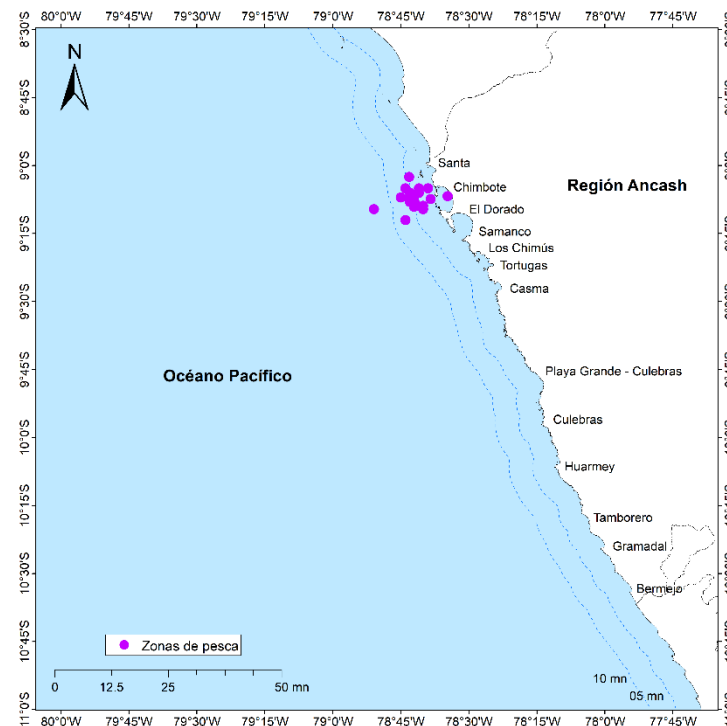 80°0'W 79°45'W 79°30'W 79°15'W 79°0'W 78°45'W 78°30'W 78°15'W 78°0'W 77°45'W
8°30'S
N
8°45'S
9°0'S
Santa
Chimbote
Región Ancash
El Dorado
9°15'S
Samanco
Los Chimús
Tortugas
Casma
9°30'S
9°45'S
Playa Grande - Culebras
Océano Pacífico
Culebras
10°0'S
Huarmey
10°15'S
Tamborero
Gramadal
10°30'S
Bermejo
Zonas de pesca
10°45'S
10 mn
0 12.5 25 50 mn
05 mn
11°0'S
80°0'W 79°45'W 79°30'W 79°15'W 79°0'W 78°45'W 78°30'W 78°15'W 78°0'W 77°45'W